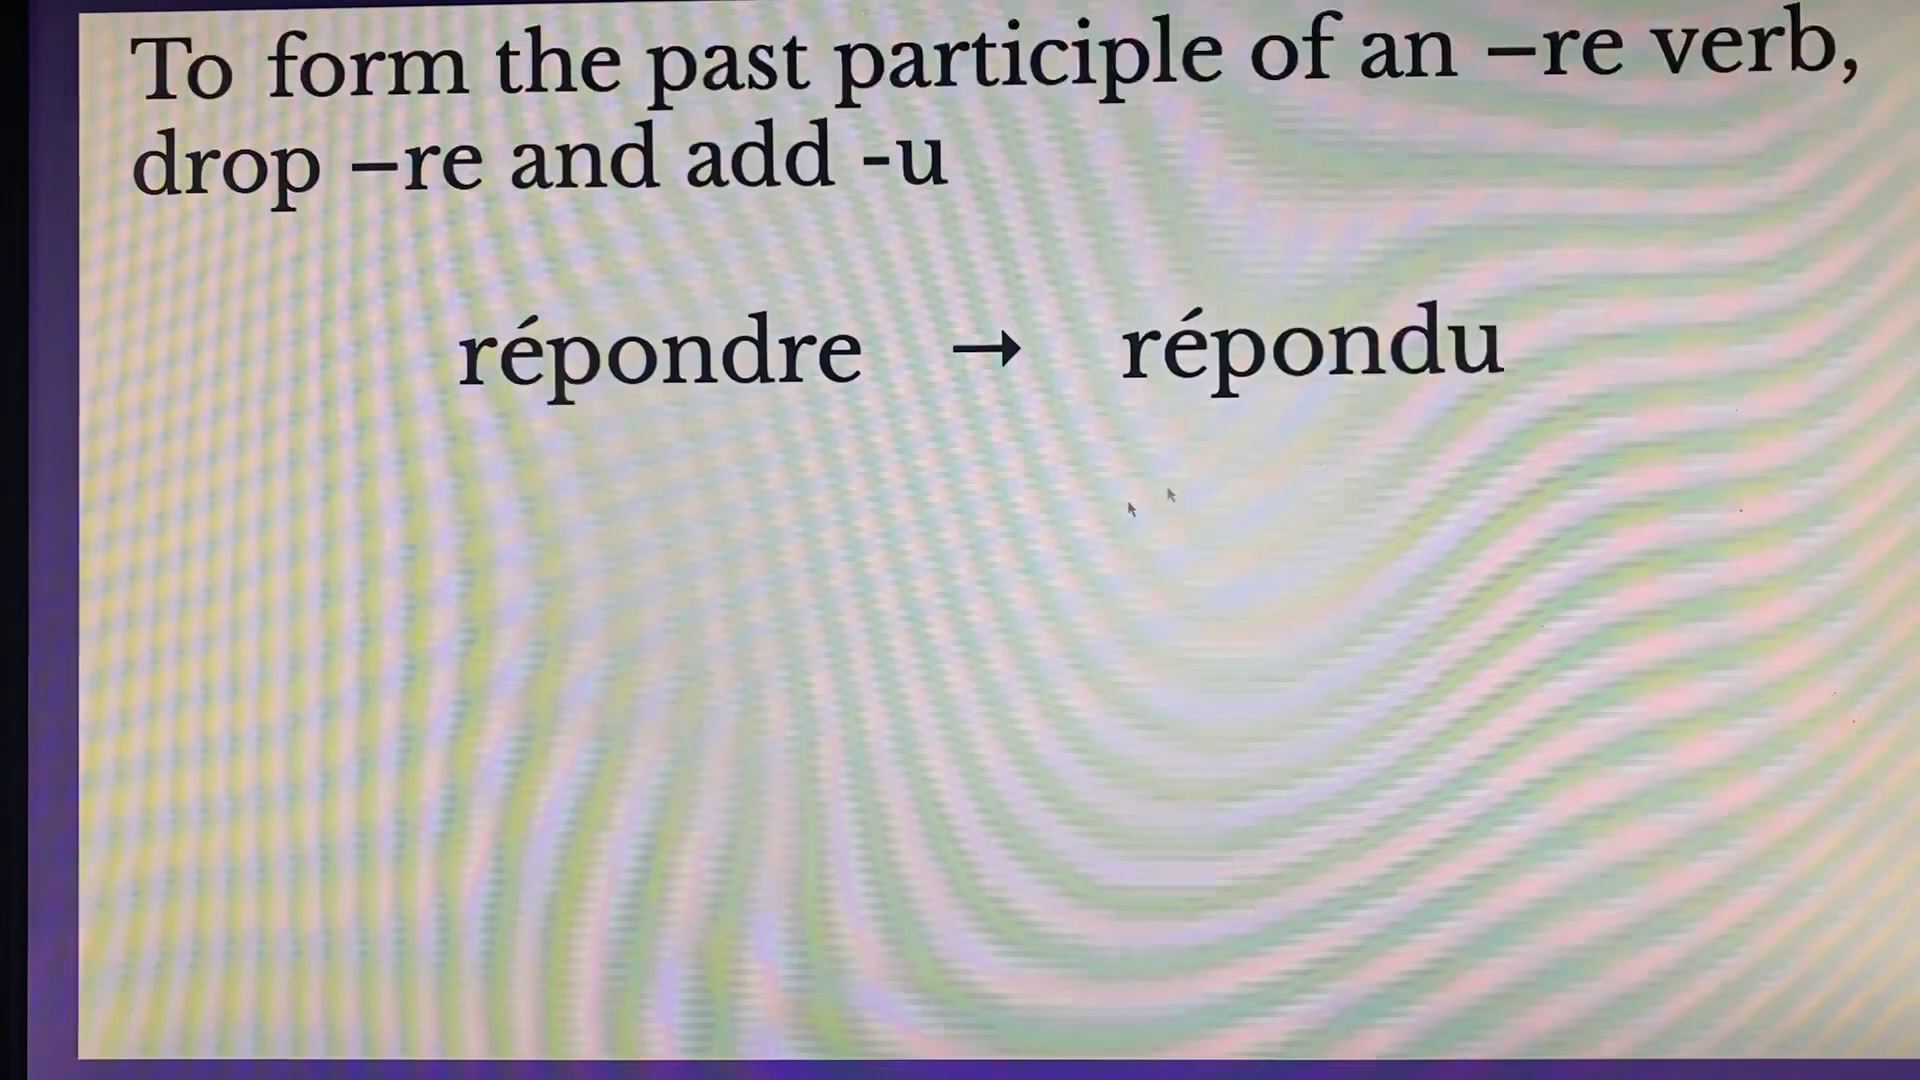 To form the past participle of an –re verb,
drop –re and add -u
répondre → répondu